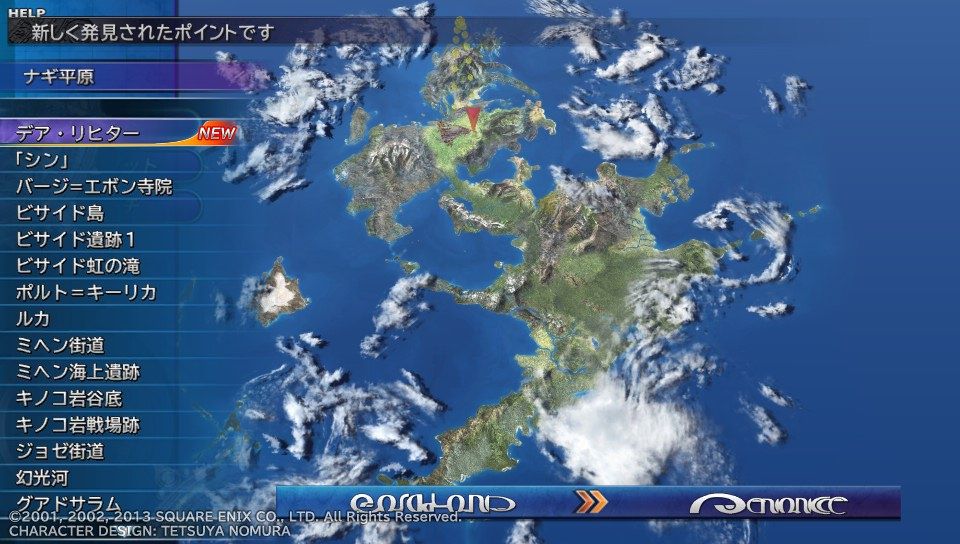 HELP
新しく発見されたポイントです
ナギ平原
デア・リヒター
NEW
「シン」
バージ=エボン寺院
ビサイド島
ビサイド遺跡1
ビサイド虹の滝
ポルト=キーリカ
ルカ
ミヘン街道
ミヘン海上遺跡
キノコ岩谷底
キノコ岩戦場跡
ジョゼ街道
幻光河
グアドサラム
©2001, 2002, 2013 SQUARE ENIX CO., LTD. All Rights Reserved.
CHARACTER DESIGN: TETSUYA NOMURA